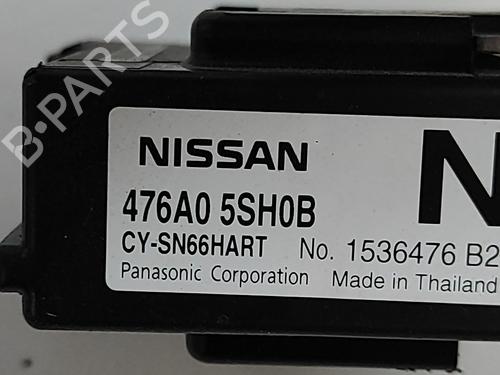 B-PARTS
NISSAN
476A0 5SH0B
N
CY-SN66HART No. 1536476 B2
Panasonic Corporation Made in Thailand